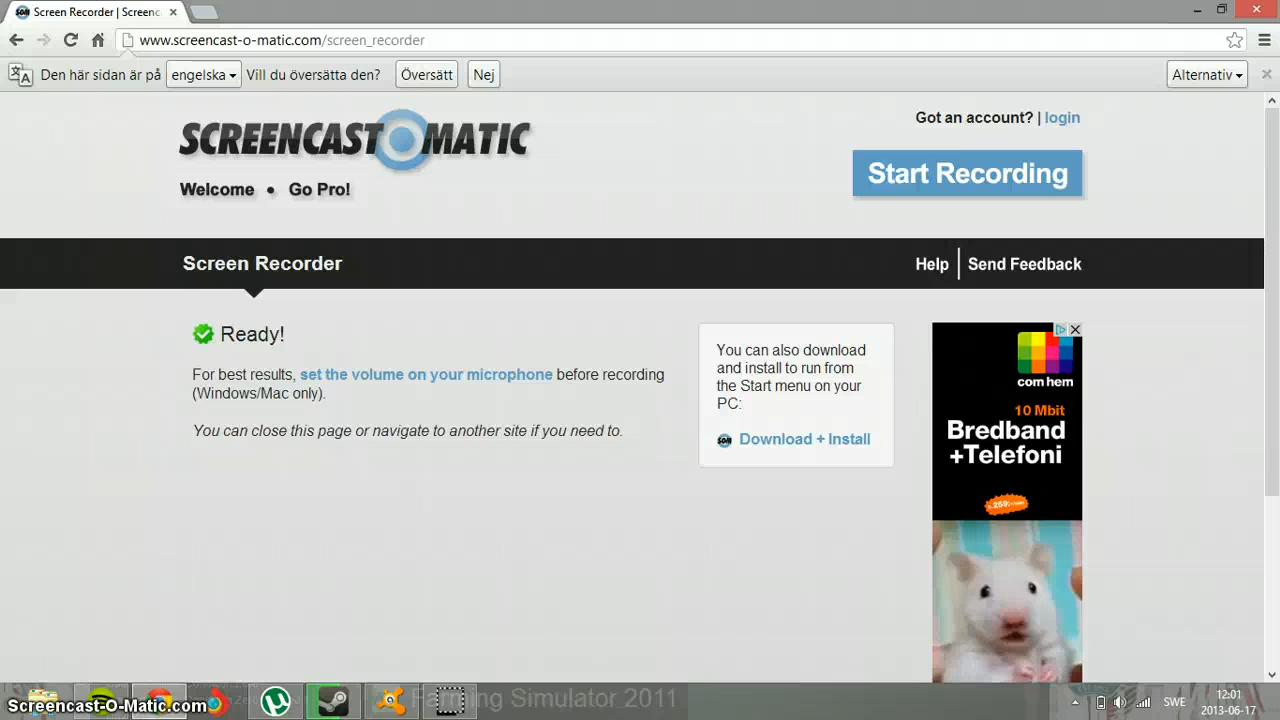 Screen Recorder | Screenc
www.screencast-o-matic.com/screen_recorder
Den här sidan är på engelska Vill du översätta den? Översätt Nej Alternativ
SCREENCAST O MATIC
Got an account? | login
Start Recording
Welcome • Go Pro!
Screen Recorder
Help | Send Feedback
Ready!
For best results, set the volume on your microphone before recording
(Windows/Mac only).
You can close this page or navigate to another site if you need to.
You can also download
and install to run from
the Start menu on your
PC:
SOM Download + Install
com hem
10 Mbit
Bredband
+Telefoni
Farming Simulator 2011
Screencast-O-Matic.com
SWE
12:01
2013-06-17